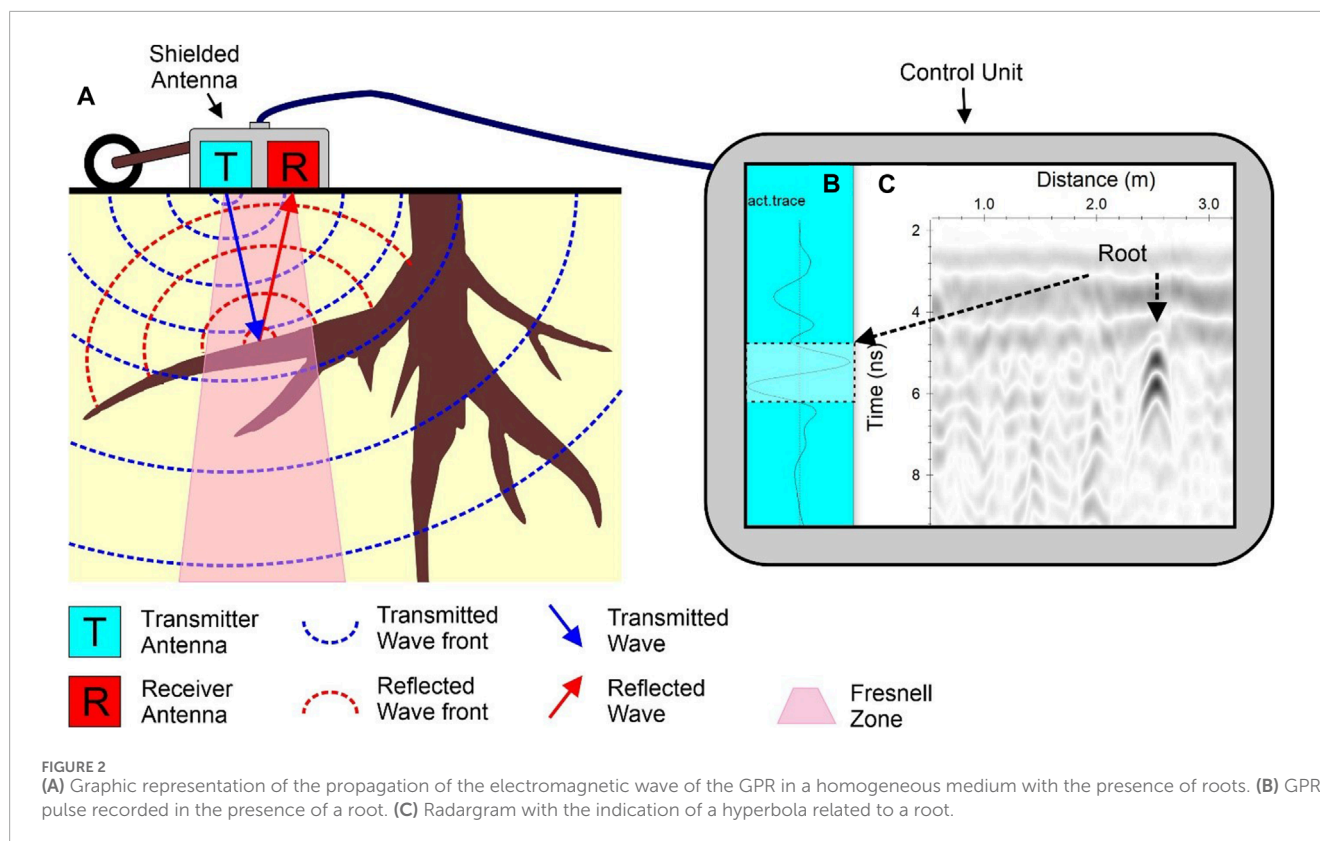 Shielded
Antenna
A
T
R
Control Unit
B
C
act.trace
Distance (m)
1.0
2.0
3.0
Root
Time (ns)
2
4
6
8
T
Transmitter
Antenna
Transmitted
Wave front
Transmitted
Wave
R
Receiver
Antenna
Reflected
Wave front
Reflected
Wave
Fresnell
Zone
FIGURE 2
(A) Graphic representation of the propagation of the electromagnetic wave of the GPR in a homogeneous medium with the presence of roots. (B) GPR
pulse recorded in the presence of a root. (C) Radargram with the indication of a hyperbola related to a root.